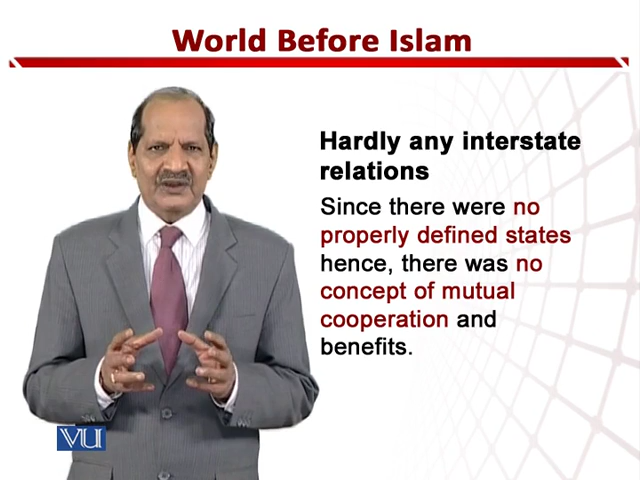 World Before Islam
Hardly any interstate
relations
Since there were no
properly defined states
hence, there was no
concept of mutual
cooperation and
benefits.
VU